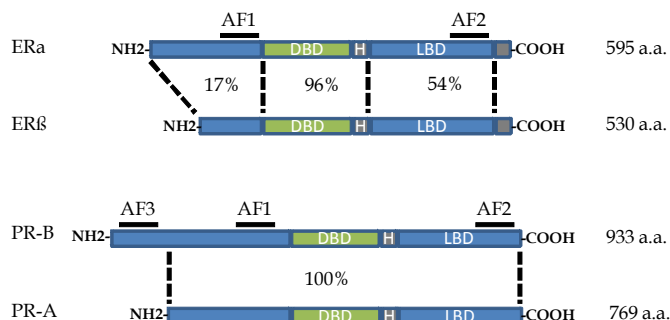 AF1 AF2
ERa NH2- DBD H LBD -COOH 595 a.a.
17% 96% 54%
ERß NH2- DBD H LBD -COOH 530 a.a.
AF3 AF1 AF2
PR-B NH2- DBD H LBD -COOH 933 a.a.
100%
PR-A NH2- DBD H LBD -COOH 769 a.a.